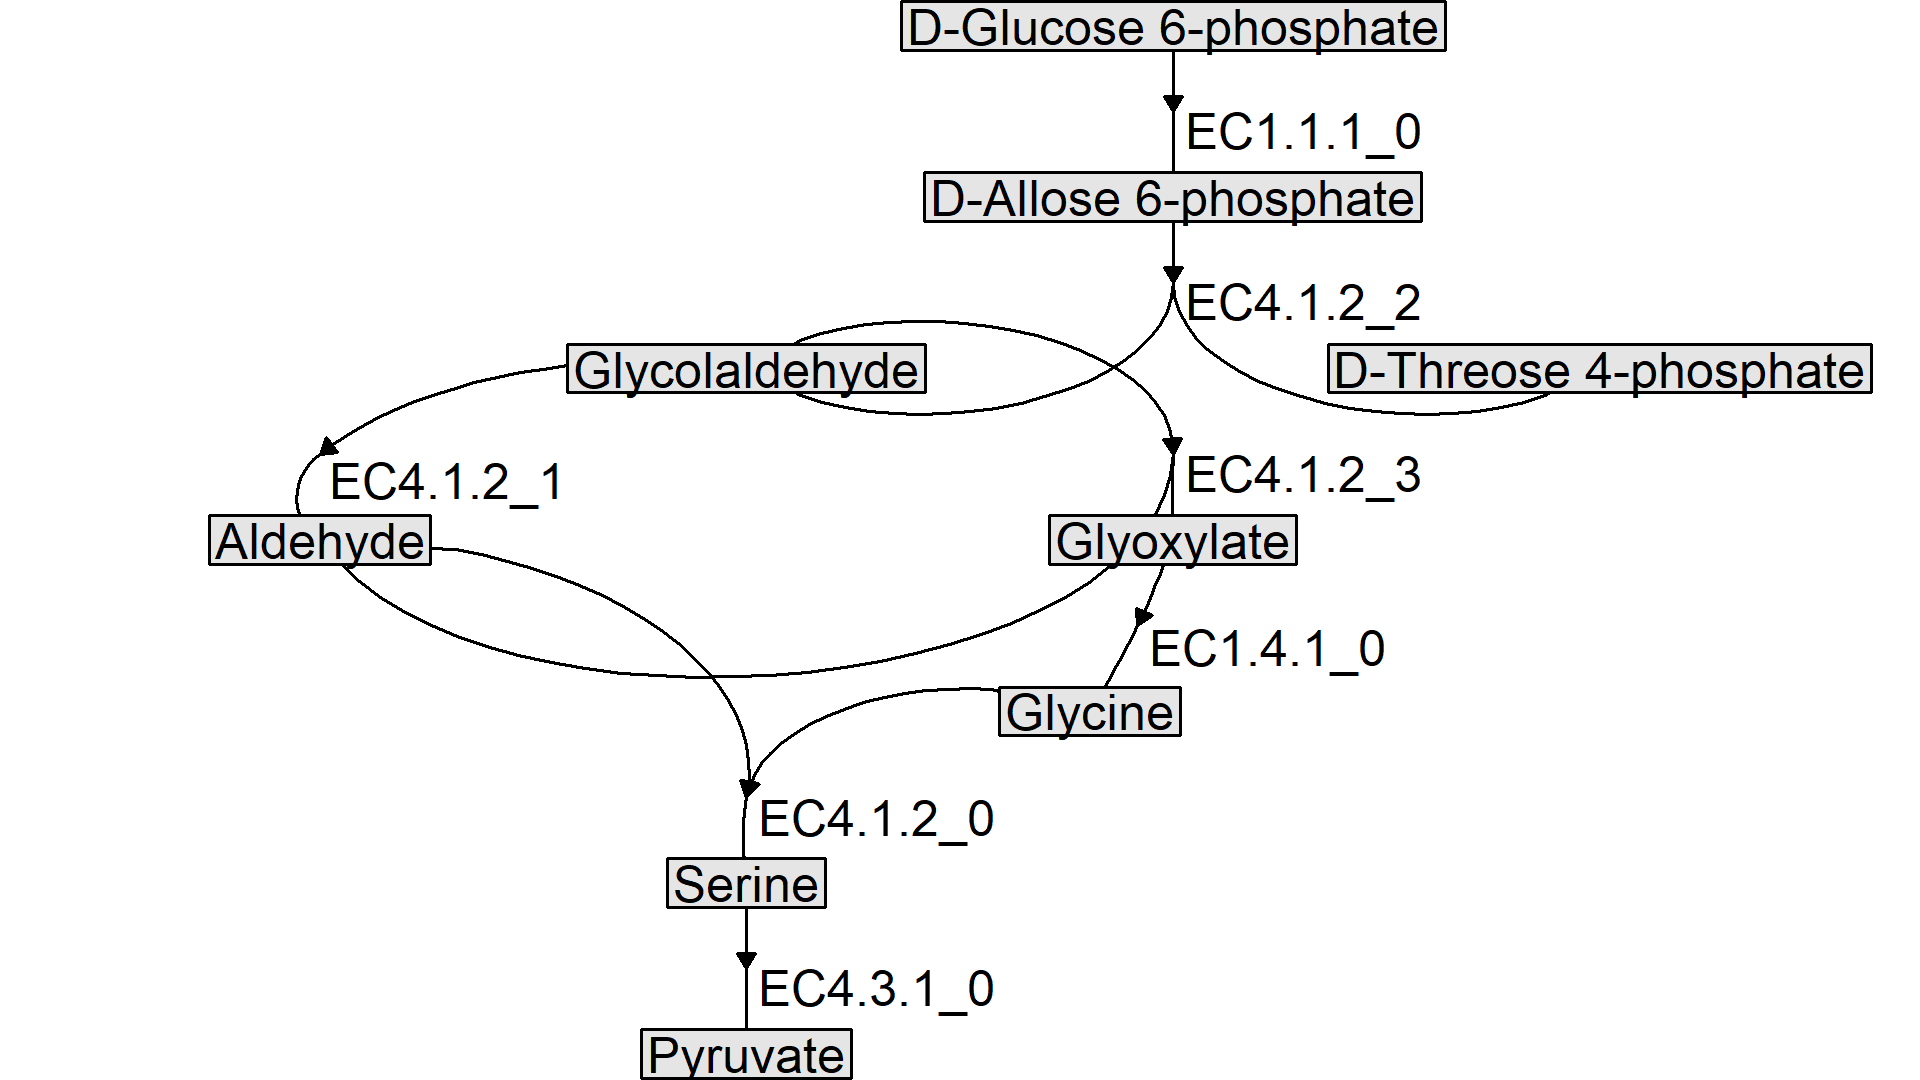 D-Glucose 6-phosphate
EC1.1.1_0
D-Allose 6-phosphate
EC4.1.2_2
Glycolaldehyde
D-Threose 4-phosphate
EC4.1.2_1
EC4.1.2_3
Aldehyde
Glyoxylate
EC1.4.1_0
Glycine
EC4.1.2_0
Serine
EC4.3.1_0
Pyruvate